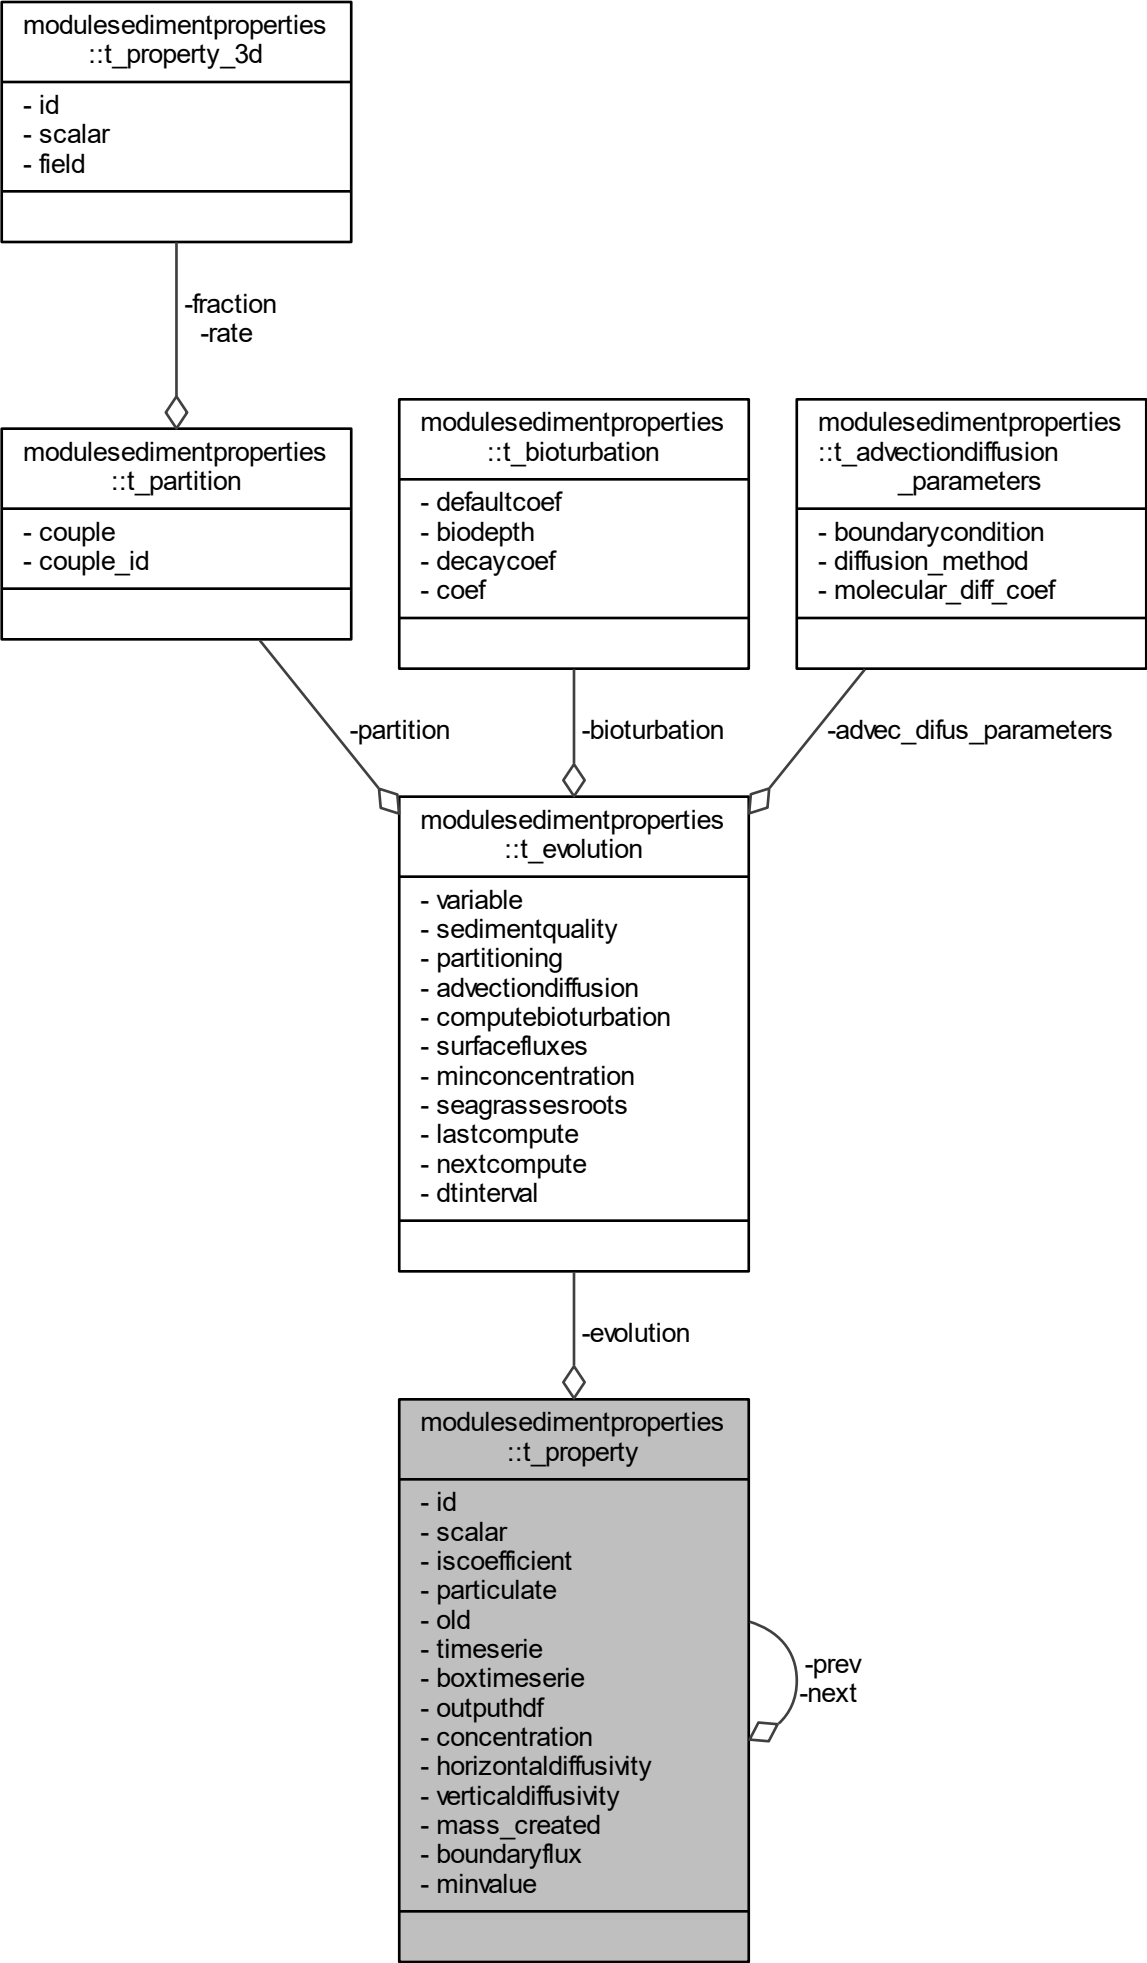 modulesedimentproperties
::t_property_3d
- id
- scalar
- field
-fraction
-rate
modulesedimentproperties
::t_partition
- couple
- couple_id
modulesedimentproperties
::t_bioturbation
- defaultcoef
- biodepth
- decaycoef
- coef
modulesedimentproperties
::t_advectiondiffusion
_parameters
- boundarycondition
- diffusion_method
- molecular_diff_coef
-partition
-bioturbation
-advec_difus_parameters
modulesedimentproperties
::t_evolution
- variable
- sedimentquality
- partitioning
- advectiondiffusion
- computebioturbation
- surfacefluxes
- minconcentration
- seagrassesroots
- lastcompute
- nextcompute
- dtinterval
-evolution
modulesedimentproperties
::t_property
- id
- scalar
- iscoefficient
- particulate
- old
- timeserie
- boxtimeserie
- outputhdf
- concentration
- horizontaldiffusivity
- verticaldiffusivity
- mass_created
- boundaryflux
- minvalue
-prev
-next